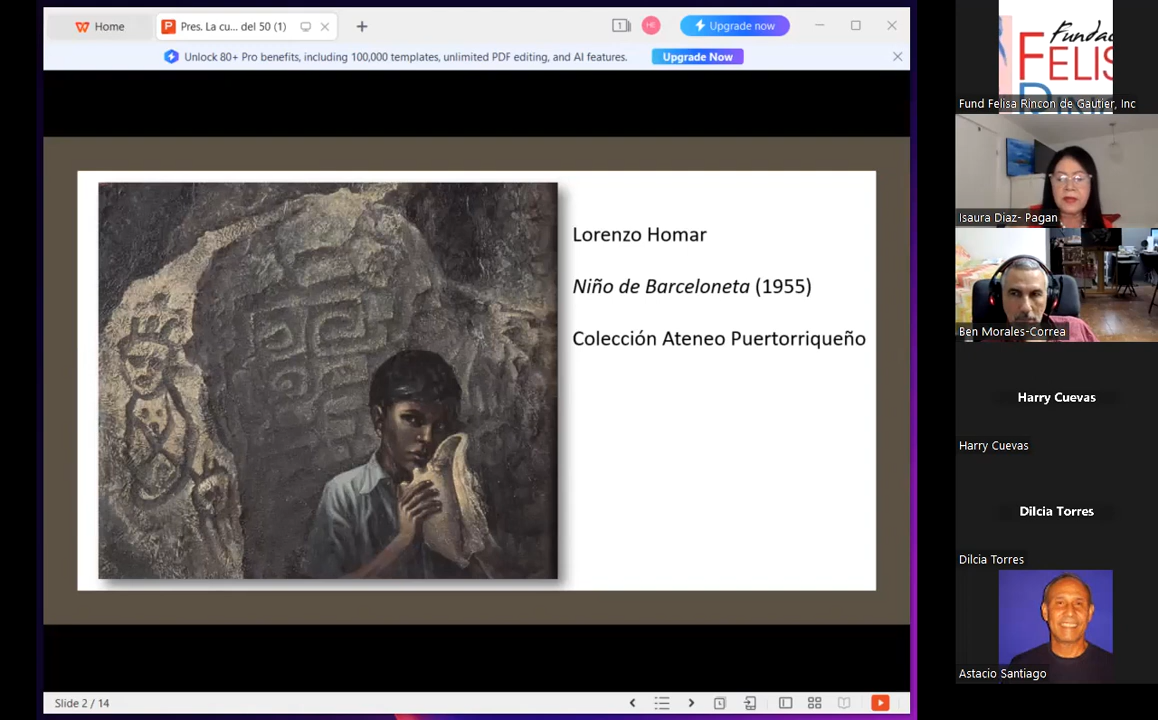 Home
Pres. La cu... del 50 (1)
1
Upgrade now
Unlock 80+ Pro benefits, including 100,000 templates, unlimited PDF editing, and AI features.
Upgrade Now
Lorenzo Homar
Niño de Barceloneta (1955)
Colección Ateneo Puertorriqueño
Slide 2 / 14
Fundac
FELIS
Fund Felisa Rincon de Gautier, Inc
Isaura Diaz- Pagan
Ben Morales-Correa
Harry Cuevas
Harry Cuevas
Dilcia Torres
Dilcia Torres
Astacio Santiago